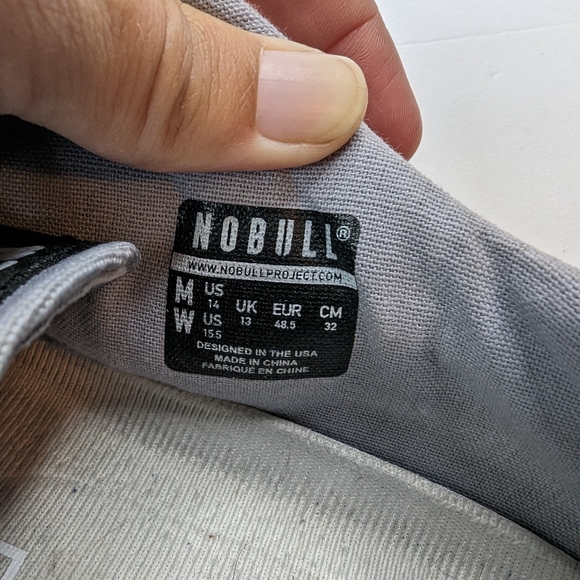 NOBULL®
WWW.NOBULLPROJECT.COM
M US 14 UK 13 EUR 48.5 CM 32
W US 15.5
DESIGNED IN THE USA
MADE IN CHINA
FABRIQUÉ EN CHINE